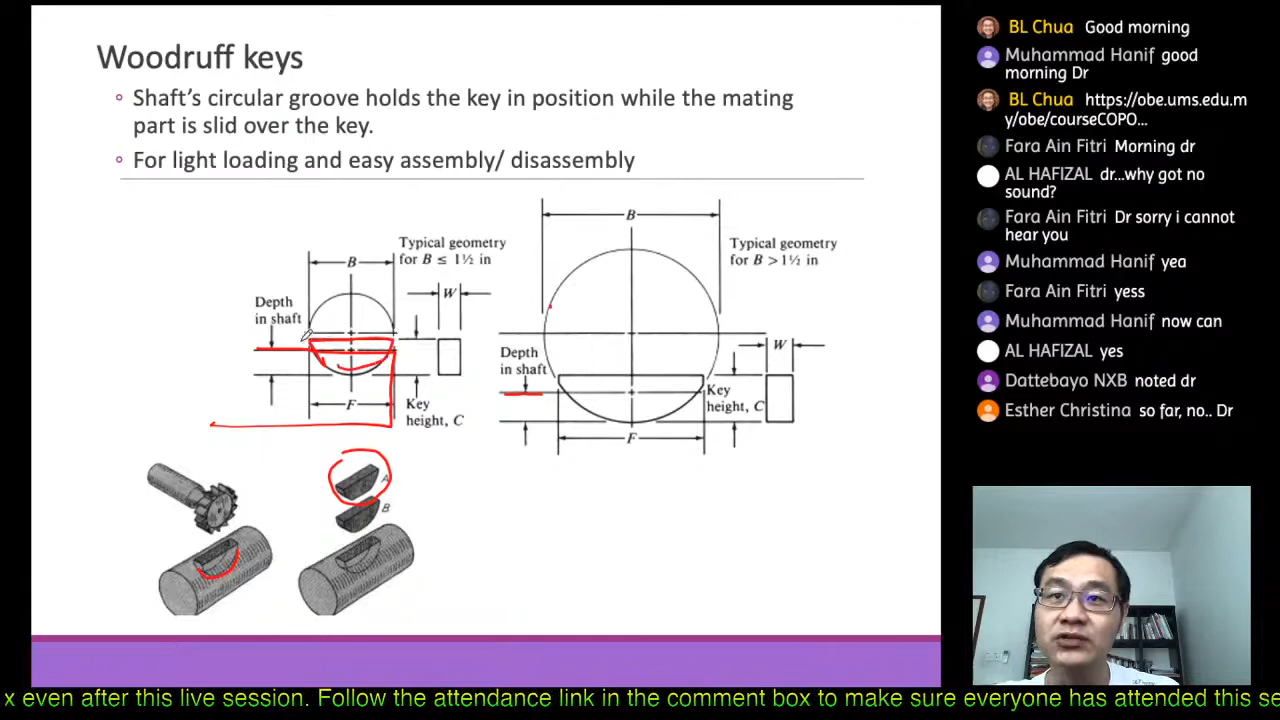 Woodruff keys
◦ Shaft's circular groove holds the key in position while the mating
part is slid over the key.
◦ For light loading and easy assembly/ disassembly
B
Typical geometry
for B ≤ 1½ in
Depth
in shaft
W
F
Key
height, C
B
Typical geometry
for B > 1½ in
Depth
in shaft
W
Key
height, C
F
A
B
BL Chua Good morning
Muhammad Hanif good
morning Dr
BL Chua https://obe.ums.edu.m
y/obe/courseCOPO...
Fara Ain Fitri Morning dr
AL HAFIZAL dr...why got no
sound?
Fara Ain Fitri Dr sorry i cannot
hear you
Muhammad Hanif yea
Fara Ain Fitri yess
Muhammad Hanif now can
AL HAFIZAL yes
Dattebayo NXB noted dr
Esther Christina so far, no.. Dr
x even after this live session. Follow the attendance link in the comment box to make sure everyone has attended this se